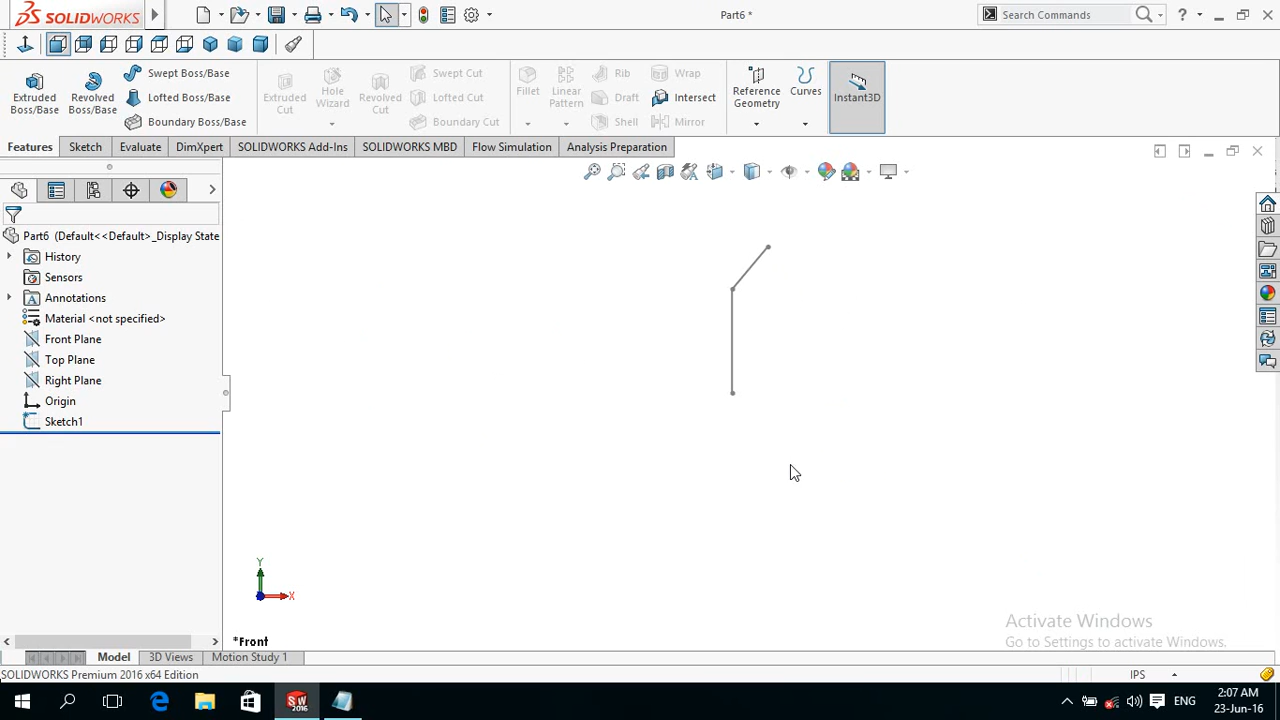 SOLIDWORKS
Part6 *
Search Commands
?
Extruded Boss/Base
Revolved Boss/Base
Swept Boss/Base
Lofted Boss/Base
Boundary Boss/Base
Extruded Cut
Hole Wizard
Revolved Cut
Swept Cut
Lofted Cut
Boundary Cut
Fillet
Linear Pattern
Rib
Draft
Shell
Wrap
Intersect
Mirror
Reference Geometry
Curves
Instant3D
Features
Sketch
Evaluate
DimXpert
SOLIDWORKS Add-Ins
SOLIDWORKS MBD
Flow Simulation
Analysis Preparation
Part6 (Default<<Default>_Display State
History
Sensors
Annotations
Material <not specified>
Front Plane
Top Plane
Right Plane
Origin
Sketch1
Y
X
*Front
Activate Windows
Go to Settings to activate Windows.
Model
3D Views
Motion Study 1
SOLIDWORKS Premium 2016 x64 Edition
IPS
SW
2016
ENG
2:07 AM
23-Jun-16